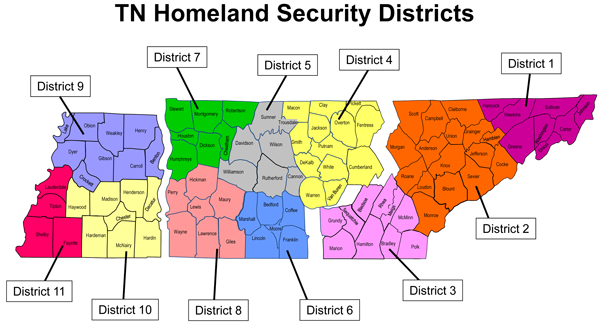 TN Homeland Security Districts
District 1
District 7
District 4
District 5
District 9
Stewart
Montgomery
Robertson
Sumner
Macon
Clay
Pickett
Trousdale
Jackson
Overton
Fentress
Smith
Putnam
Houston
Dickson
Cheatham
Davidson
Wilson
DeKalb
White
Cumberland
Humphreys
Williamson
Rutherford
Cannon
Warren
Van Buren
Lake
Obion
Weakley
Henry
Dyer
Gibson
Carroll
Benton
Crockett
Scott
Campbell
Claiborne
Hancock
Hawkins
Sullivan
Johnson
Washington
Carter
Unicoi
Greene
Morgan
Anderson
Union
Grainger
Hamblen
Knox
Jefferson
Cocke
Roane
Loudon
Blount
Sevier
Monroe
Lauderdale
Tipton
Haywood
Madison
Henderson
Decatur
Chester
Shelby
Fayette
Hardeman
McNairy
Hardin
Perry
Hickman
Lewis
Maury
Wayne
Lawrence
Giles
Marshall
Bedford
Coffee
Moore
Lincoln
Franklin
Grundy
Sequatchie
Bledsoe
Rhea
Meigs
McMinn
Marion
Hamilton
Bradley
Polk
District 2
District 3
District 11
District 10
District 8
District 6